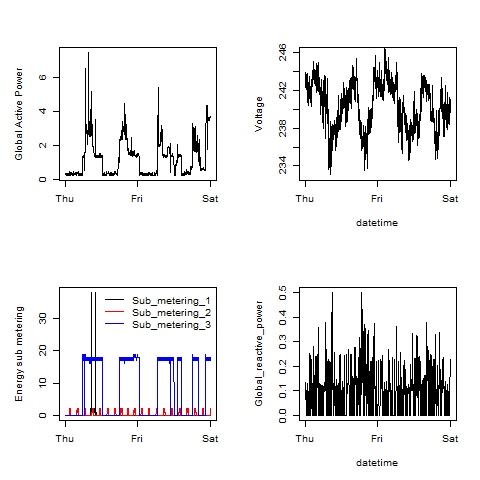 Global Active Power
6
4
2
0
Thu
Fri
Sat
Voltage
246
242
238
234
Thu
Fri
Sat
datetime
Energy sub metering
30
20
10
0
Sub_metering_1
Sub_metering_2
Sub_metering_3
Thu
Fri
Sat
Global_reactive_power
0.5
0.4
0.3
0.2
0.1
0.0
Thu
Fri
Sat
datetime